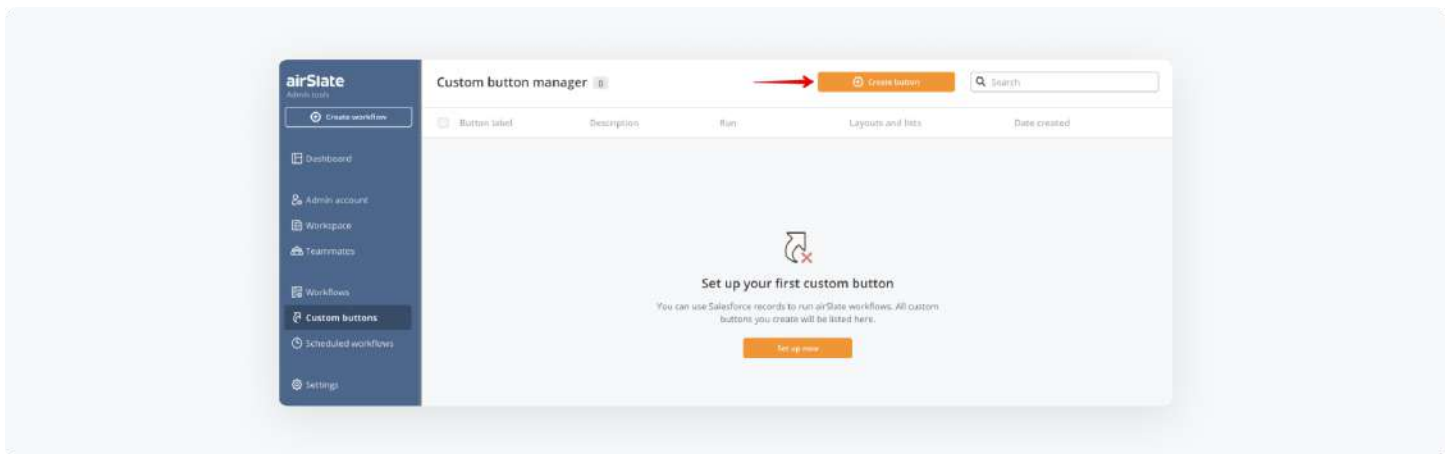 airSlate
Admin tools
Create workflow
Dashboard
Admin account
Workspace
Teammates
Workflows
Custom buttons
Scheduled workflows
Settings
Custom button manager 0
Create button
Search
Button label Description Run Layouts and lists Date created
Set up your first custom button
You can use Salesforce records to run airSlate workflows. All custom
buttons you create will be listed here.
Set up now